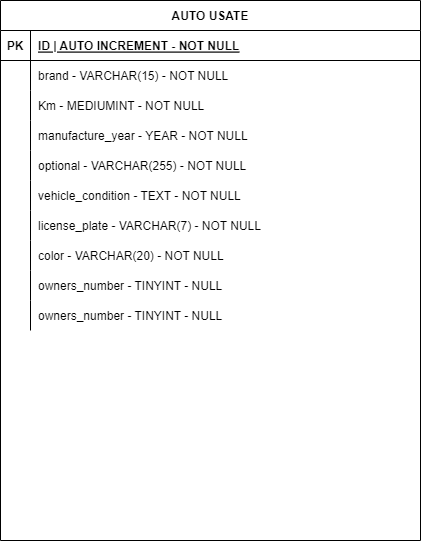 AUTO USATE
PK ID | AUTO INCREMENT - NOT NULL
brand - VARCHAR(15) - NOT NULL
Km - MEDIUMINT - NOT NULL
manufacture_year - YEAR - NOT NULL
optional - VARCHAR(255) - NOT NULL
vehicle_condition - TEXT - NOT NULL
license_plate - VARCHAR(7) - NOT NULL
color - VARCHAR(20) - NOT NULL
owners_number - TINYINT - NULL
owners_number - TINYINT - NULL